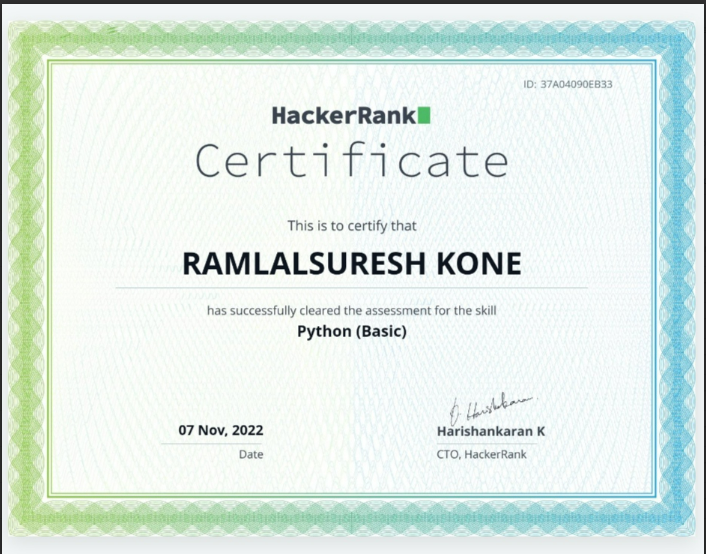 ID: 37A04090EB33
HackerRank
Certificate
This is to certify that
RAMLALSURESH KONE
has successfully cleared the assessment for the skill
Python (Basic)
07 Nov, 2022
Date
Harishankaran K
CTO, HackerRank